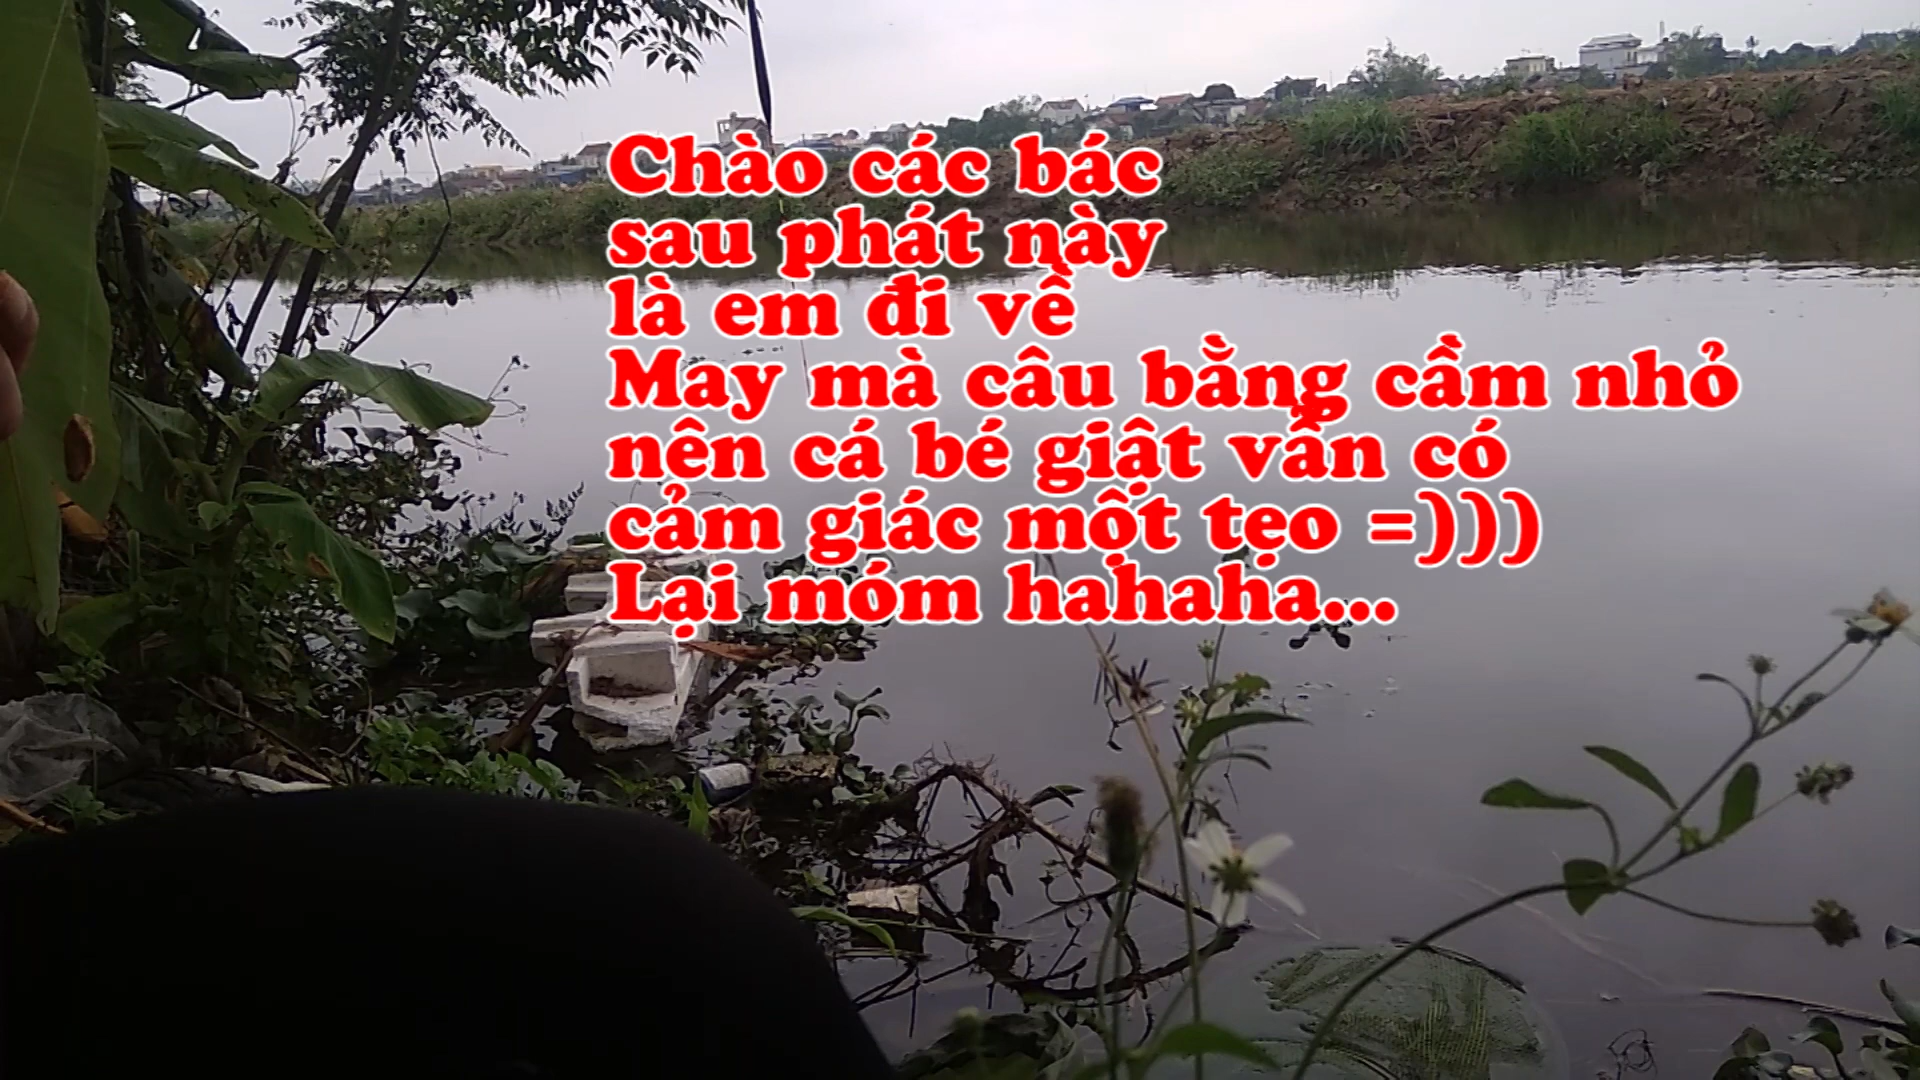 Chào các bác
sau phát này
là em đi về
May mà câu bằng cầm nhỏ
nên cá bé giật vẫn có
cảm giác một tẹo =)))
Lại móm hahaha...